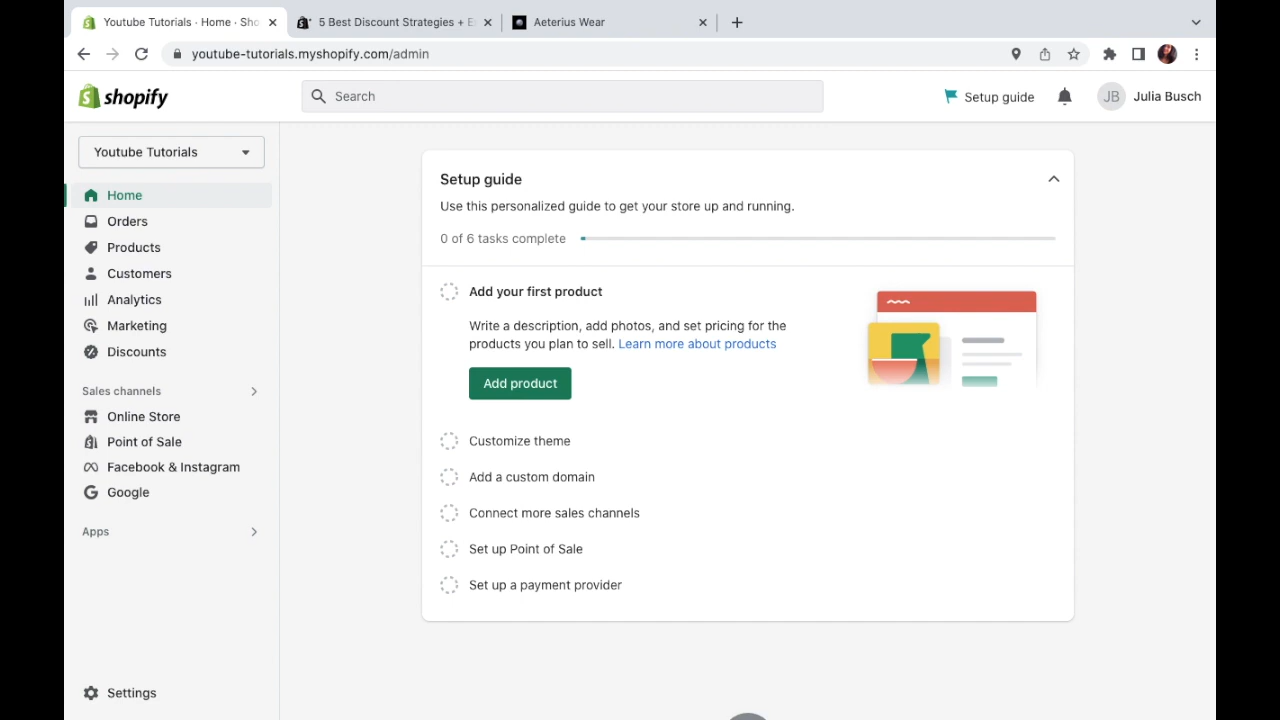 Youtube Tutorials · Home · Sho
5 Best Discount Strategies + E
Aeterius Wear
youtube-tutorials.myshopify.com/admin
shopify
Search
Setup guide
JB
Julia Busch
Youtube Tutorials
Home
Orders
Products
Customers
Analytics
Marketing
Discounts
Sales channels
Online Store
Point of Sale
Facebook & Instagram
Google
Apps
Settings
Setup guide
Use this personalized guide to get your store up and running.
0 of 6 tasks complete
Add your first product
Write a description, add photos, and set pricing for the
products you plan to sell. Learn more about products
Add product
Customize theme
Add a custom domain
Connect more sales channels
Set up Point of Sale
Set up a payment provider